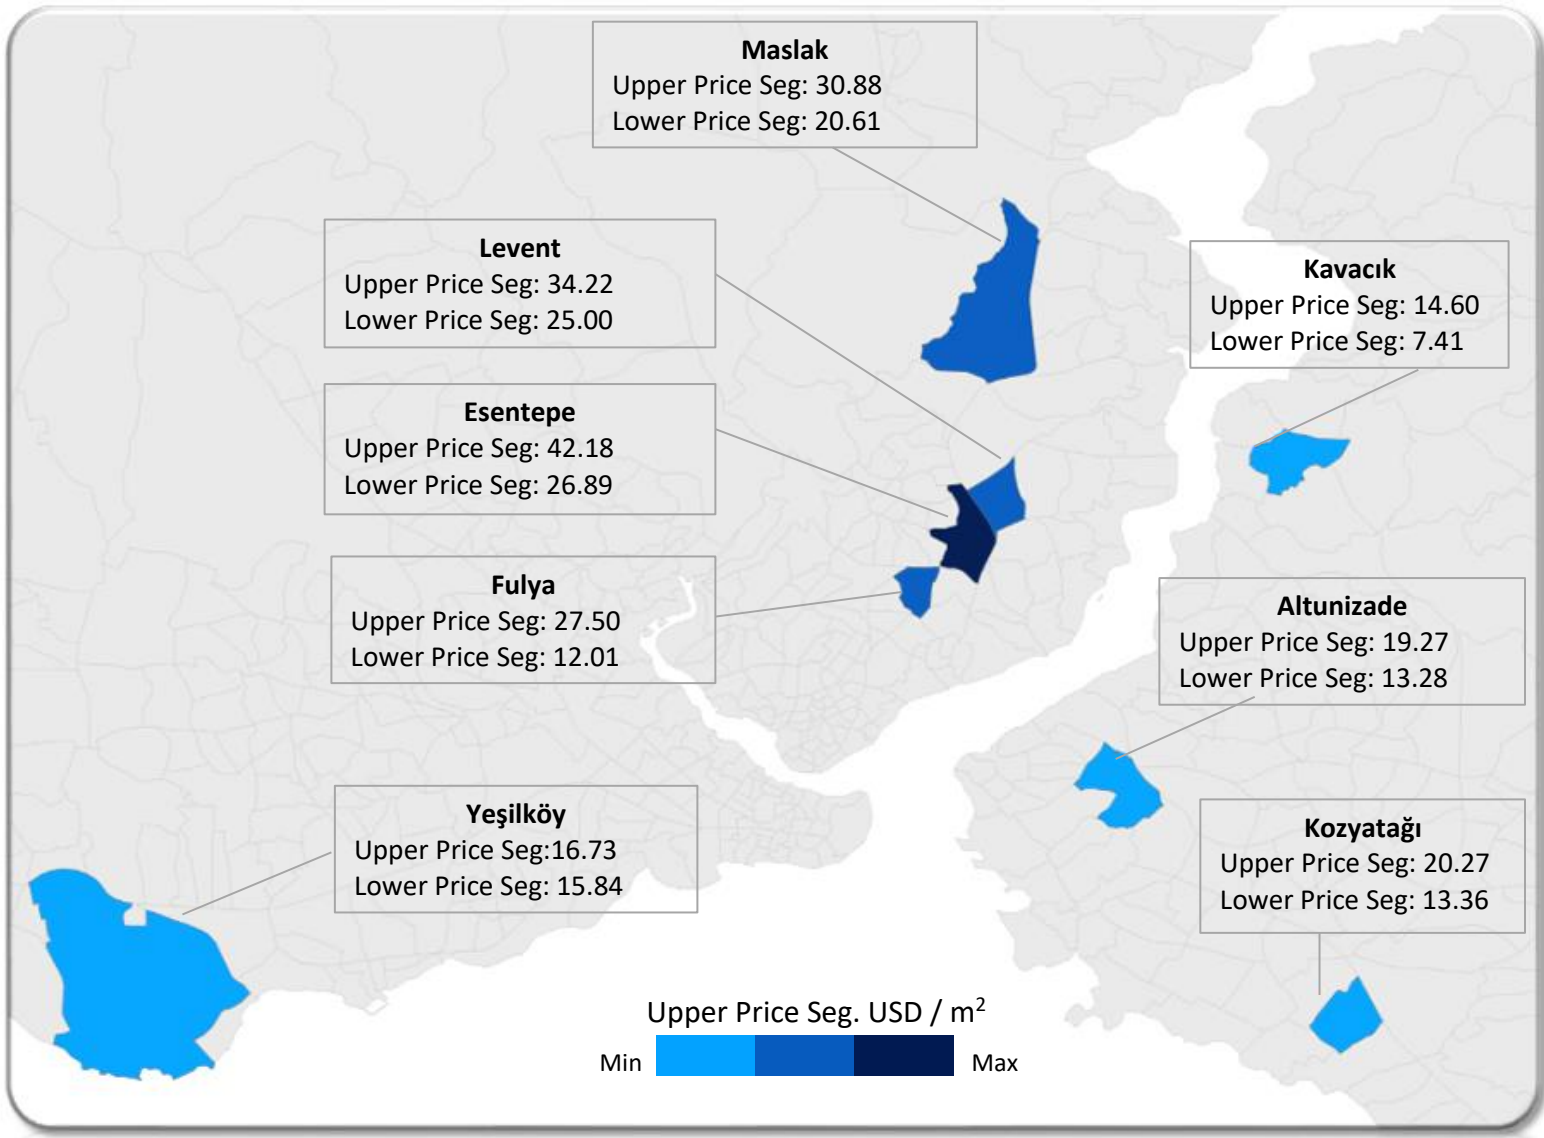 Maslak
Upper Price Seg: 30.88
Lower Price Seg: 20.61
Levent
Upper Price Seg: 34.22
Lower Price Seg: 25.00
Kavacık
Upper Price Seg: 14.60
Lower Price Seg: 7.41
Esentepe
Upper Price Seg: 42.18
Lower Price Seg: 26.89
Fulya
Upper Price Seg: 27.50
Lower Price Seg: 12.01
Altunizade
Upper Price Seg: 19.27
Lower Price Seg: 13.28
Yeşilköy
Upper Price Seg:16.73
Lower Price Seg: 15.84
Kozyatağı
Upper Price Seg: 20.27
Lower Price Seg: 13.36
Upper Price Seg. USD / m²
Min Max